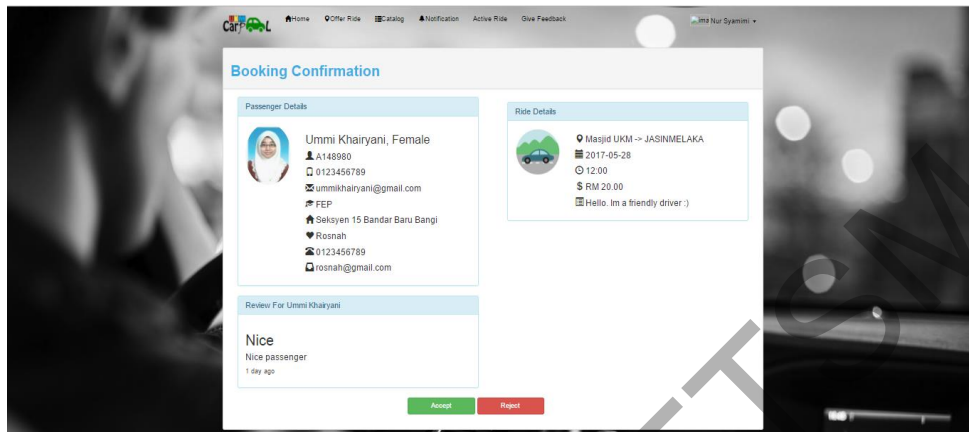 CarpooL
Home Offer Ride Catalog Notification Active Ride Give Feedback
ima Nur Syamimi
Booking Confirmation
Passenger Details
Ummi Khairyani, Female
A148980
0123456789
ummikhairyani@gmail.com
FEP
Seksyen 15 Bandar Baru Bangi
Rosnah
0123456789
rosnah@gmail.com
Ride Details
Masjid UKM -> JASINMELAKA
2017-05-28
12:00
$ RM 20.00
Hello. Im a friendly driver :)
Review For Ummi Khairyani
Nice
Nice passenger
1 day ago
Accept Reject
FTSM